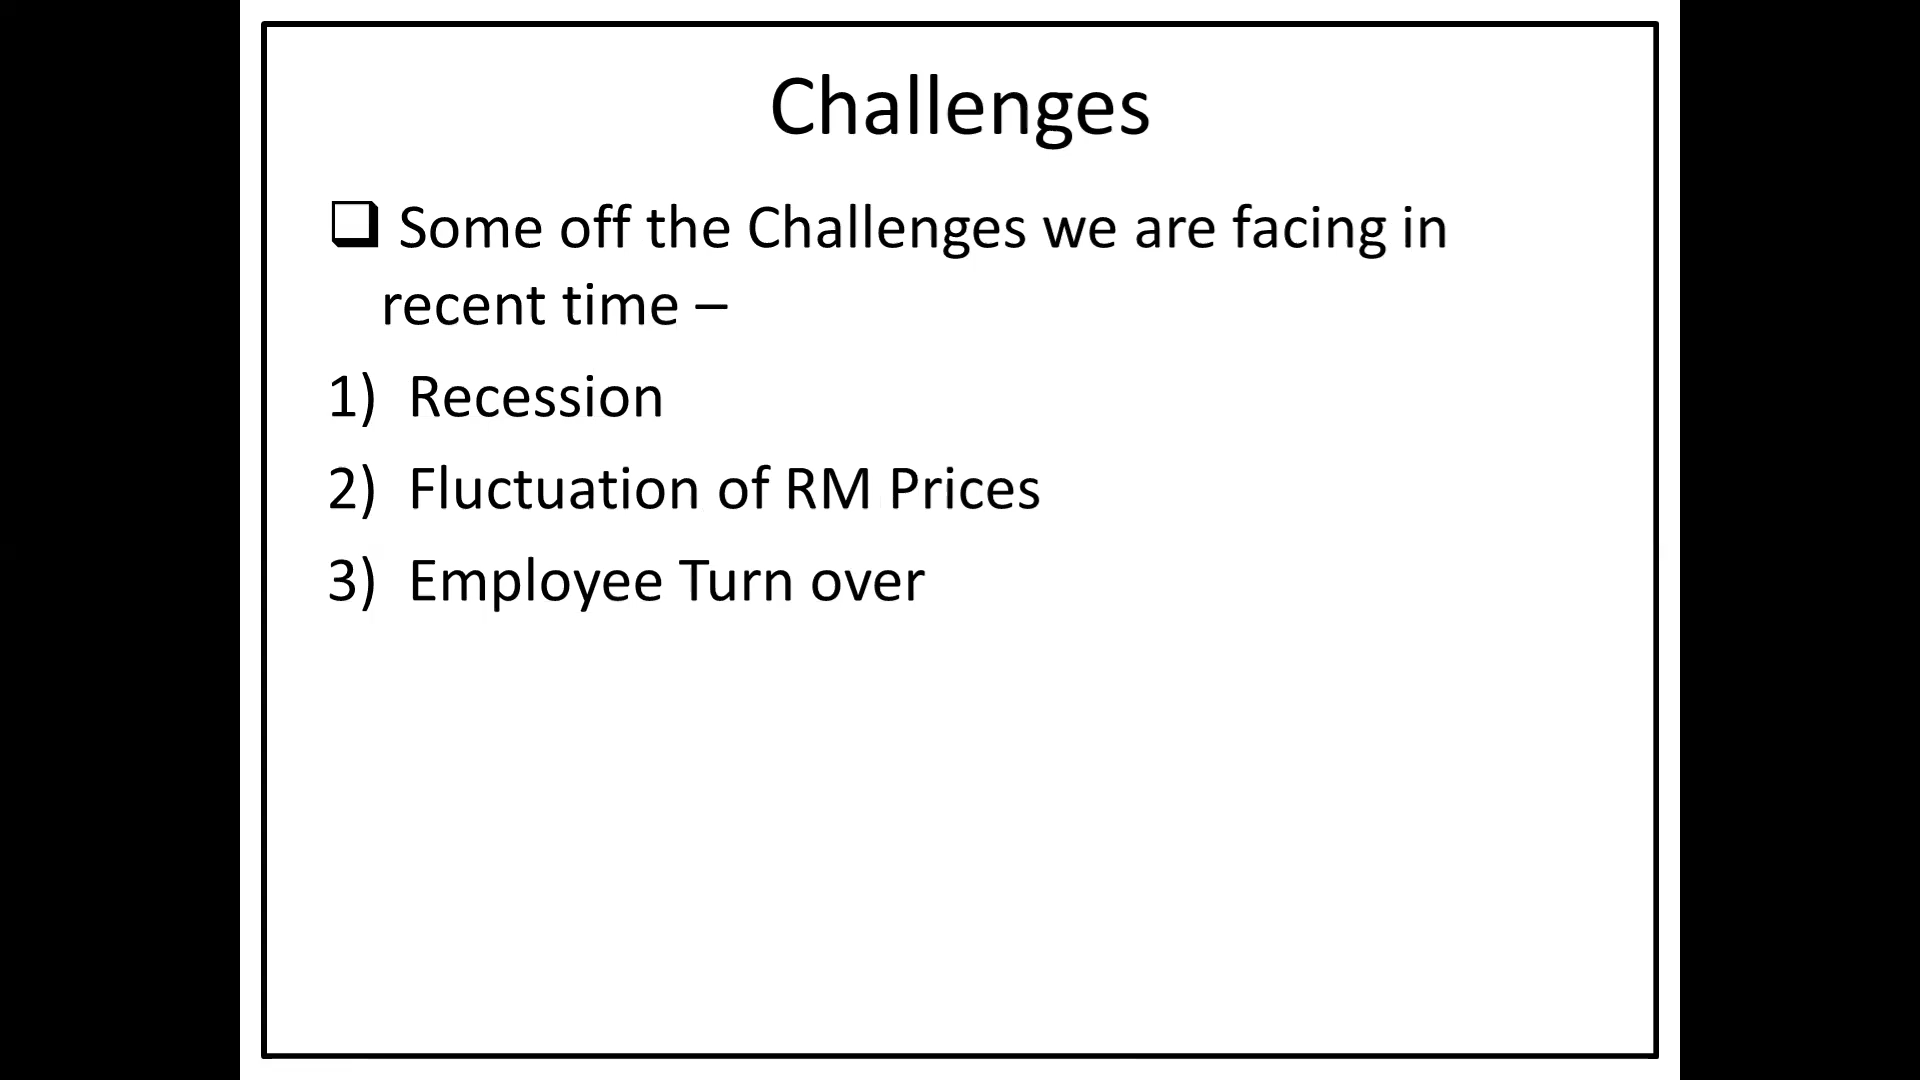 Challenges
❑ Some off the Challenges we are facing in
recent time –
1) Recession
2) Fluctuation of RM Prices
3) Employee Turn over